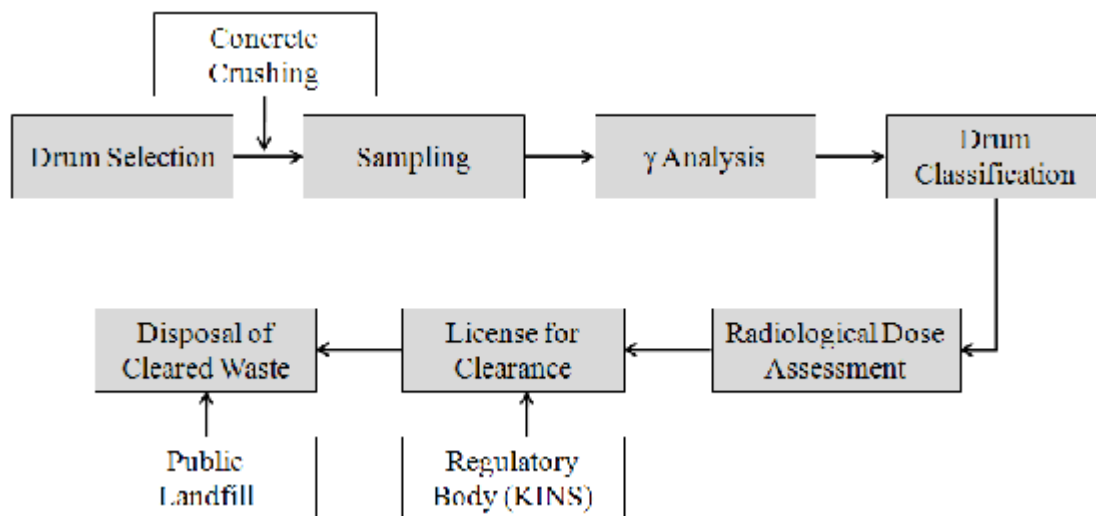 Concrete
Crushing
Drum Selection
Sampling
γ Analysis
Drum
Classification
Disposal of
Cleared Waste
License for
Clearance
Radiological Dose
Assessment
Public
Landfill
Regulatory
Body (KINS)